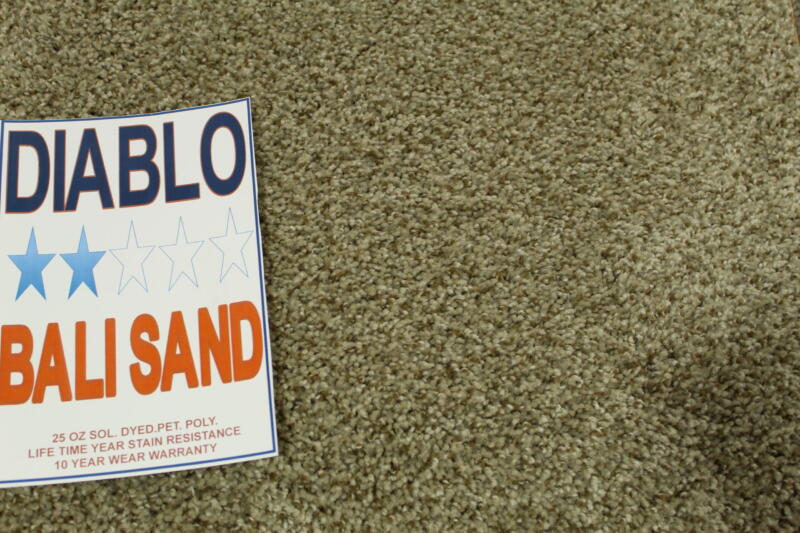 DIABLO
BALI SAND
25 OZ SOL. DYED.PET. POLY.
LIFE TIME YEAR STAIN RESISTANCE
10 YEAR WEAR WARRANTY